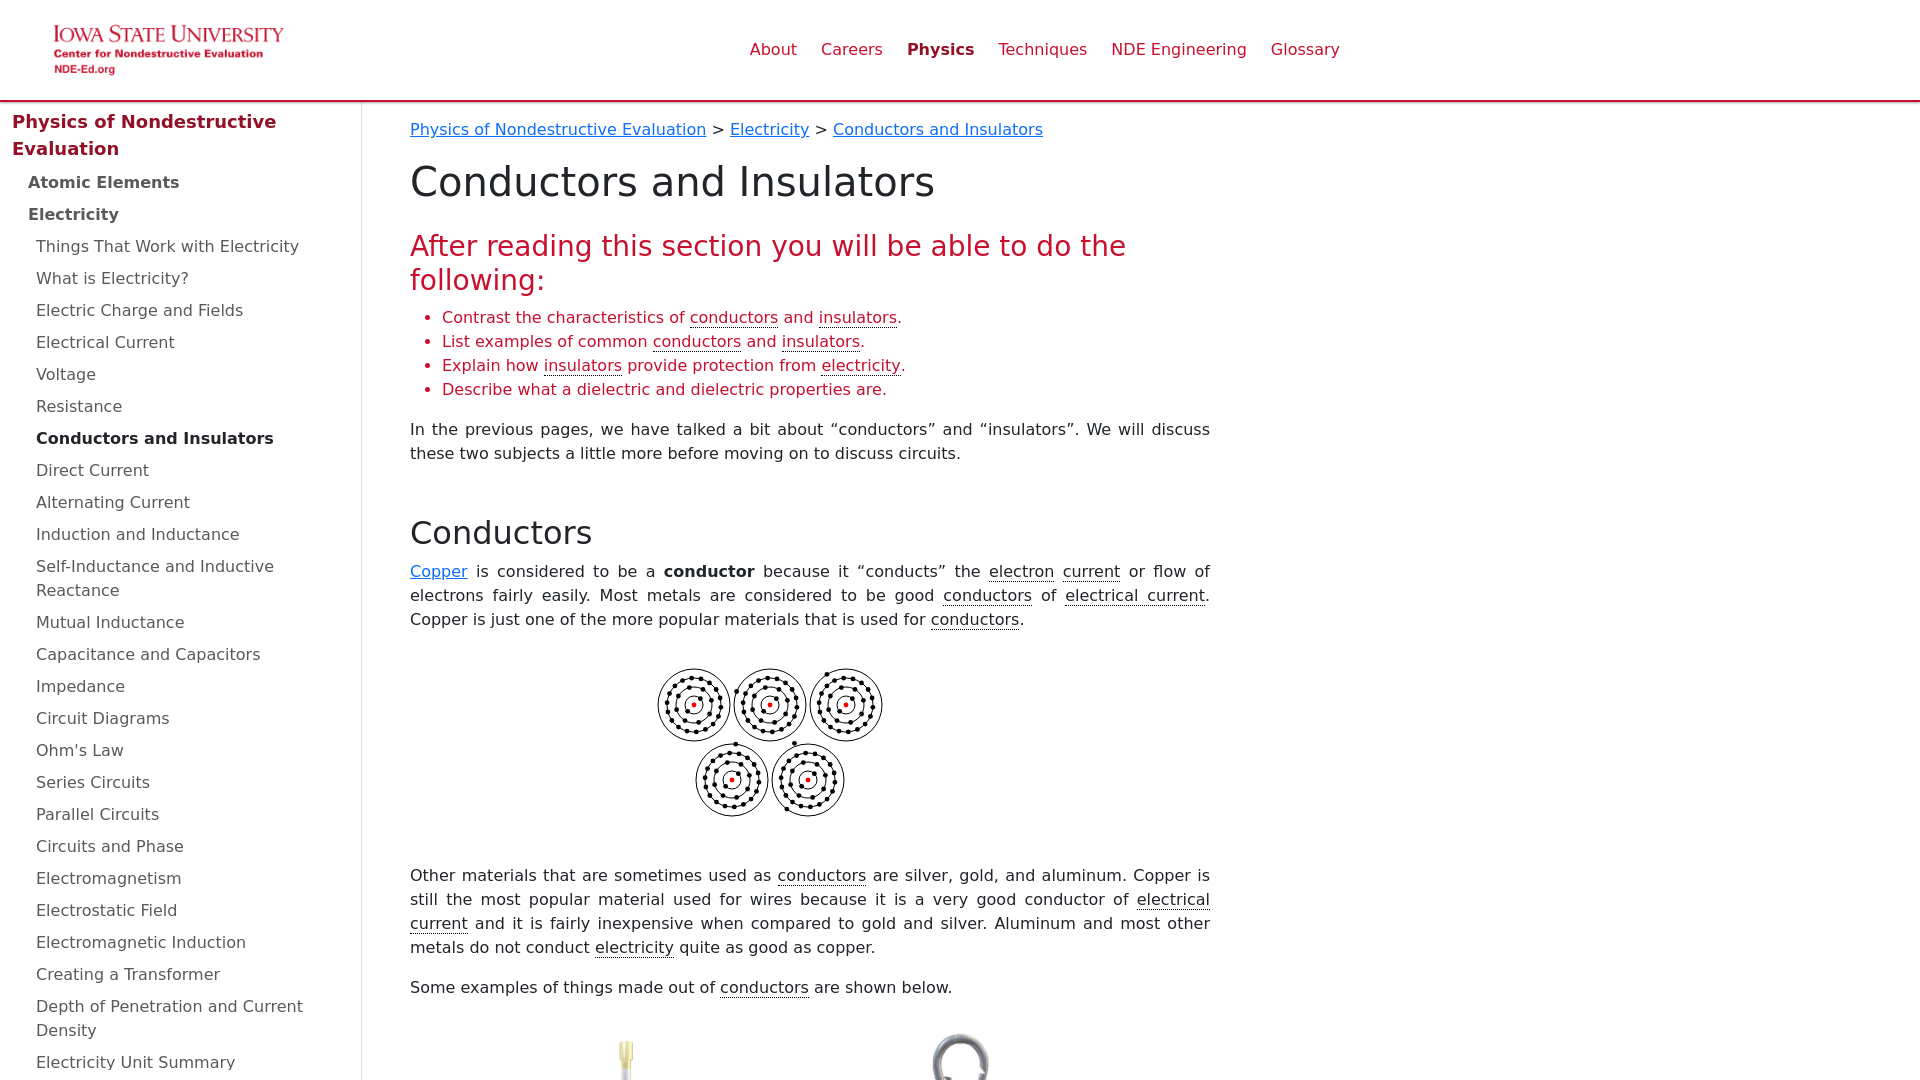 IOWA STATE UNIVERSITY
Center for Nondestructive Evaluation
NDE-Ed.org
About Careers Physics Techniques NDE Engineering Glossary
Physics of Nondestructive
Evaluation
Atomic Elements
Electricity
Things That Work with Electricity
What is Electricity?
Electric Charge and Fields
Electrical Current
Voltage
Resistance
Conductors and Insulators
Direct Current
Alternating Current
Induction and Inductance
Self-Inductance and Inductive
Reactance
Mutual Inductance
Capacitance and Capacitors
Impedance
Circuit Diagrams
Ohm's Law
Series Circuits
Parallel Circuits
Circuits and Phase
Electromagnetism
Electrostatic Field
Electromagnetic Induction
Creating a Transformer
Depth of Penetration and Current
Density
Electricity Unit Summary
Physics of Nondestructive Evaluation > Electricity > Conductors and Insulators
Conductors and Insulators
After reading this section you will be able to do the
following:
• Contrast the characteristics of conductors and insulators.
• List examples of common conductors and insulators.
• Explain how insulators provide protection from electricity.
• Describe what a dielectric and dielectric properties are.
In the previous pages, we have talked a bit about “conductors” and “insulators”. We will discuss
these two subjects a little more before moving on to discuss circuits.
Conductors
Copper is considered to be a conductor because it “conducts” the electron current or flow of
electrons fairly easily. Most metals are considered to be good conductors of electrical current.
Copper is just one of the more popular materials that is used for conductors.
Other materials that are sometimes used as conductors are silver, gold, and aluminum. Copper is
still the most popular material used for wires because it is a very good conductor of electrical
current and it is fairly inexpensive when compared to gold and silver. Aluminum and most other
metals do not conduct electricity quite as good as copper.
Some examples of things made out of conductors are shown below.